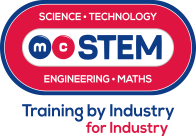 SCIENCE • TECHNOLOGY
mc STEM
ENGINEERING • MATHS
Training by Industry
for Industry